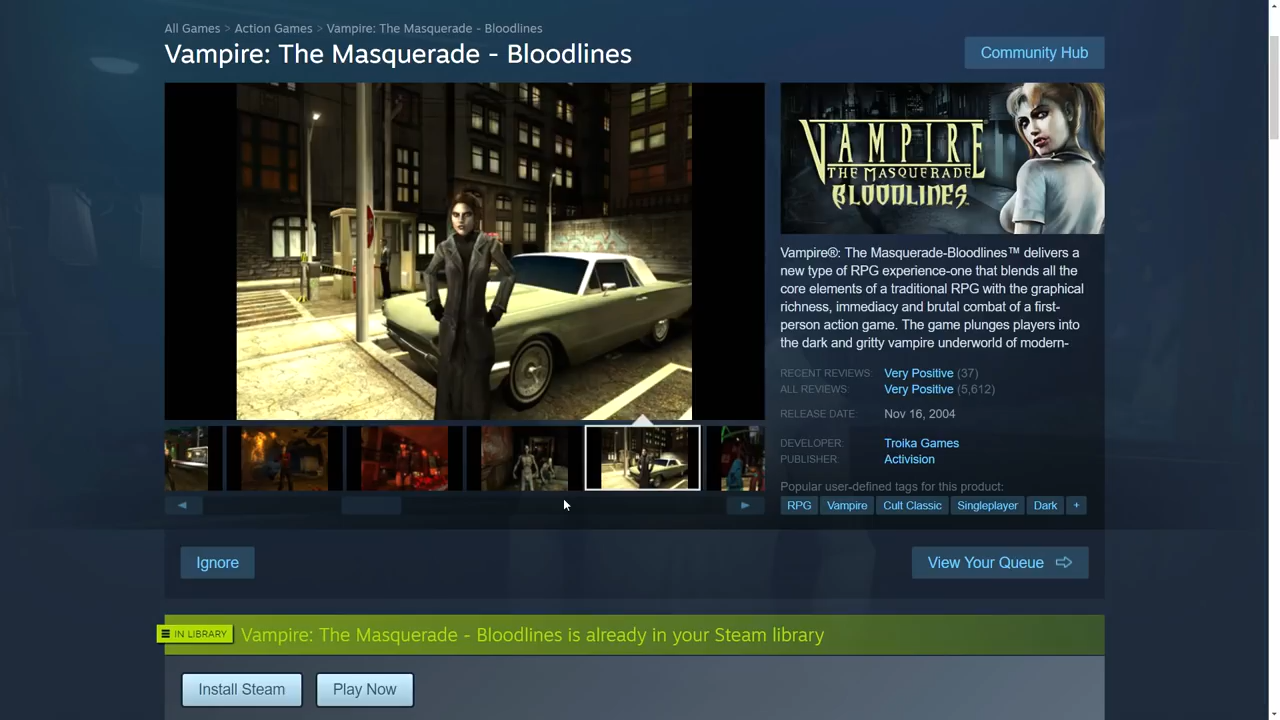 All Games > Action Games > Vampire: The Masquerade - Bloodlines
Vampire: The Masquerade - Bloodlines
Community Hub
VAMPIRE
THE MASQUERADE
BLOODLINES
Vampire®: The Masquerade-Bloodlines™ delivers a
new type of RPG experience-one that blends all the
core elements of a traditional RPG with the graphical
richness, immediacy and brutal combat of a first-
person action game. The game plunges players into
the dark and gritty vampire underworld of modern-
RECENT REVIEWS: Very Positive (37)
ALL REVIEWS: Very Positive (5,612)
RELEASE DATE: Nov 16, 2004
DEVELOPER: Troika Games
PUBLISHER: Activision
Popular user-defined tags for this product:
RPG Vampire Cult Classic Singleplayer Dark +
Ignore
View Your Queue
IN LIBRARY
Vampire: The Masquerade - Bloodlines is already in your Steam library
Install Steam
Play Now